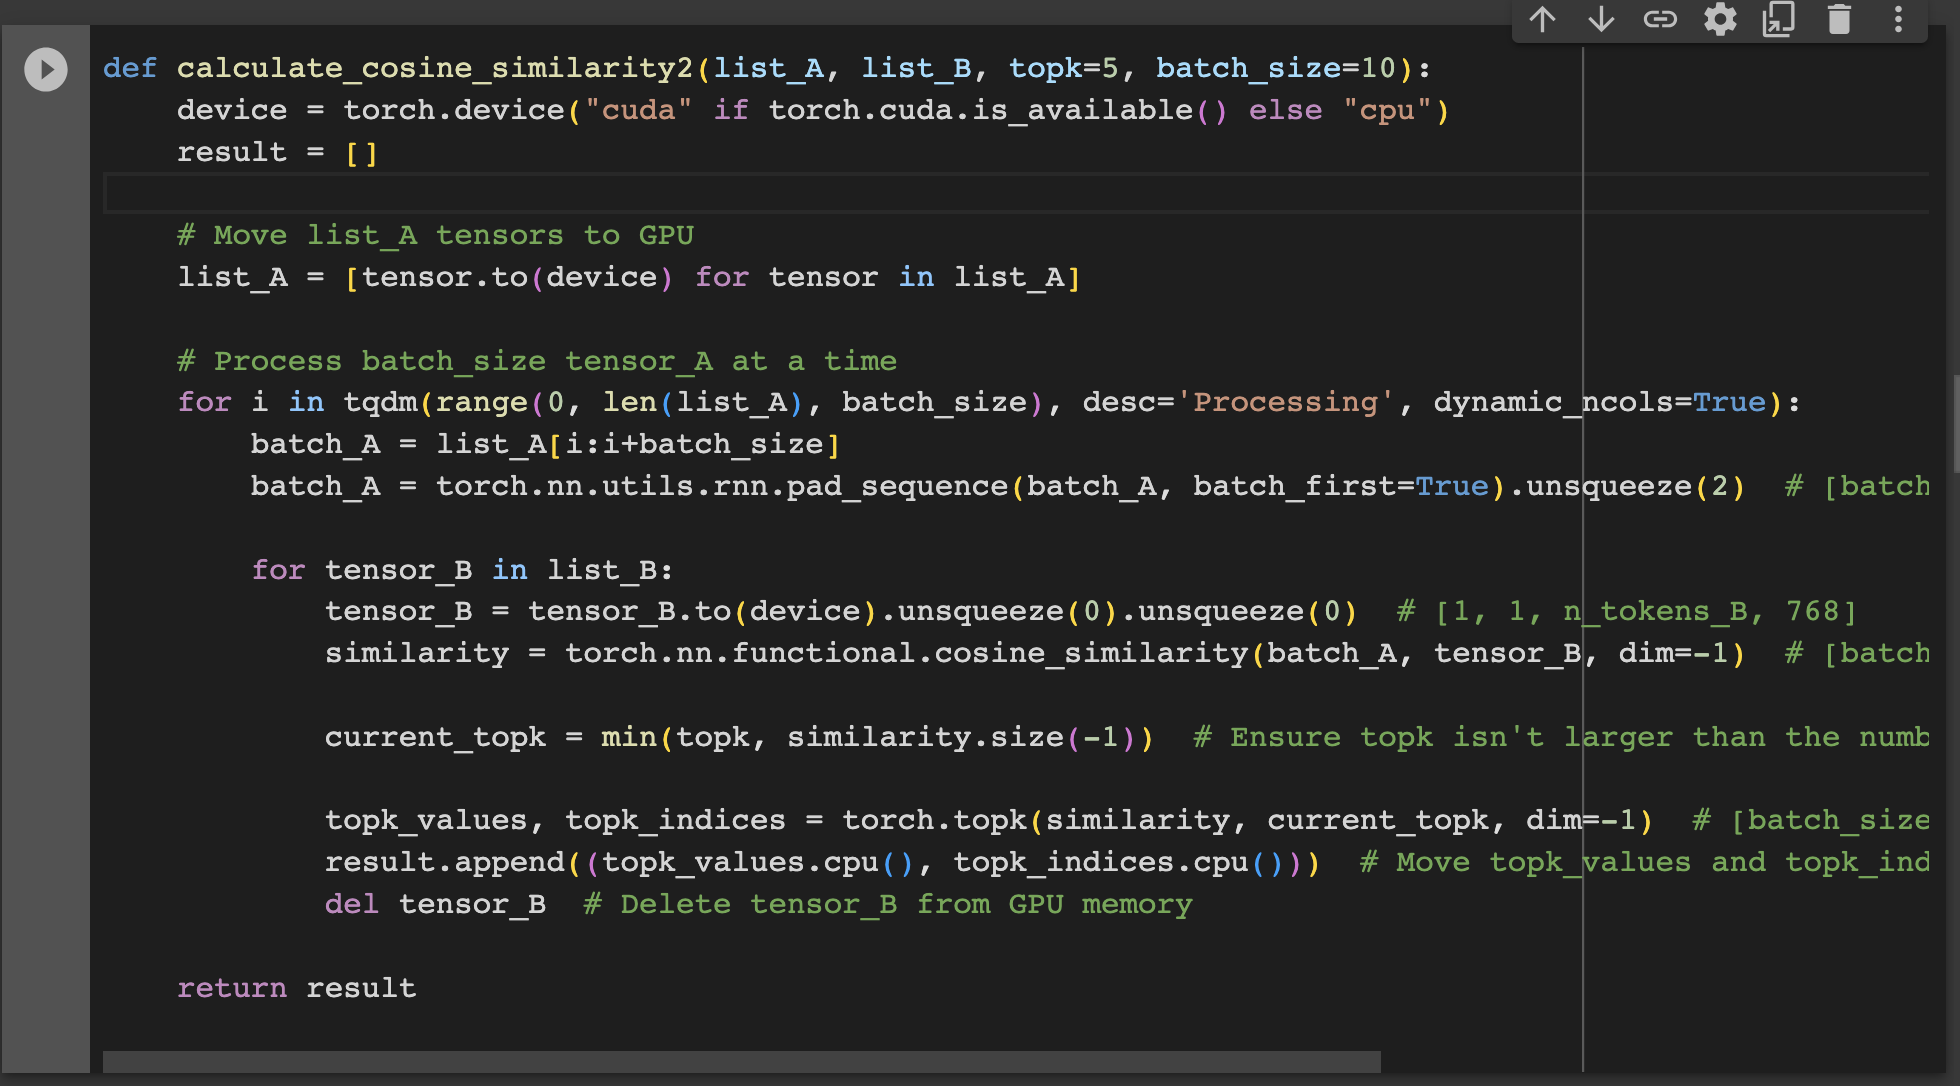 def calculate_cosine_similarity2(list_A, list_B, topk=5, batch_size=10):
    device = torch.device("cuda" if torch.cuda.is_available() else "cpu")
    result = []
    # Move list_A tensors to GPU
    list_A = [tensor.to(device) for tensor in list_A]
    # Process batch_size tensor_A at a time
    for i in tqdm(range(0, len(list_A), batch_size), desc='Processing', dynamic_ncols=True):
        batch_A = list_A[i:i+batch_size]
        batch_A = torch.nn.utils.rnn.pad_sequence(batch_A, batch_first=True).unsqueeze(2)  # [batch
        for tensor_B in list_B:
            tensor_B = tensor_B.to(device).unsqueeze(0).unsqueeze(0)  # [1, 1, n_tokens_B, 768]
            similarity = torch.nn.functional.cosine_similarity(batch_A, tensor_B, dim=-1)  # [batch
            current_topk = min(topk, similarity.size(-1))  # Ensure topk isn't larger than the numb
            topk_values, topk_indices = torch.topk(similarity, current_topk, dim=-1)  # [batch_size
            result.append((topk_values.cpu(), topk_indices.cpu()))  # Move topk_values and topk_ind
            del tensor_B  # Delete tensor_B from GPU memory
    return result